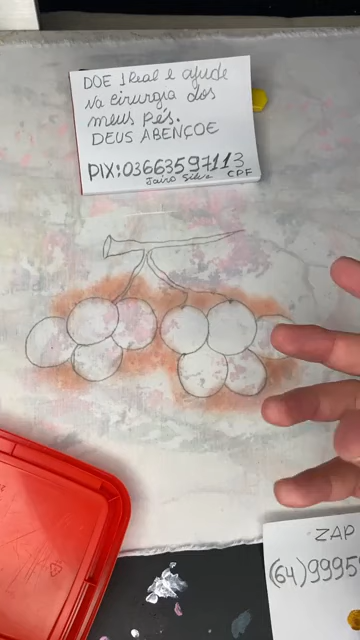 DOE 1 Real e ajude
na cirurgia dos
meus pés.
DEUS ABENÇOE
PIX:03663597113
Jairo Silva CPF
ZAP
(64)9995